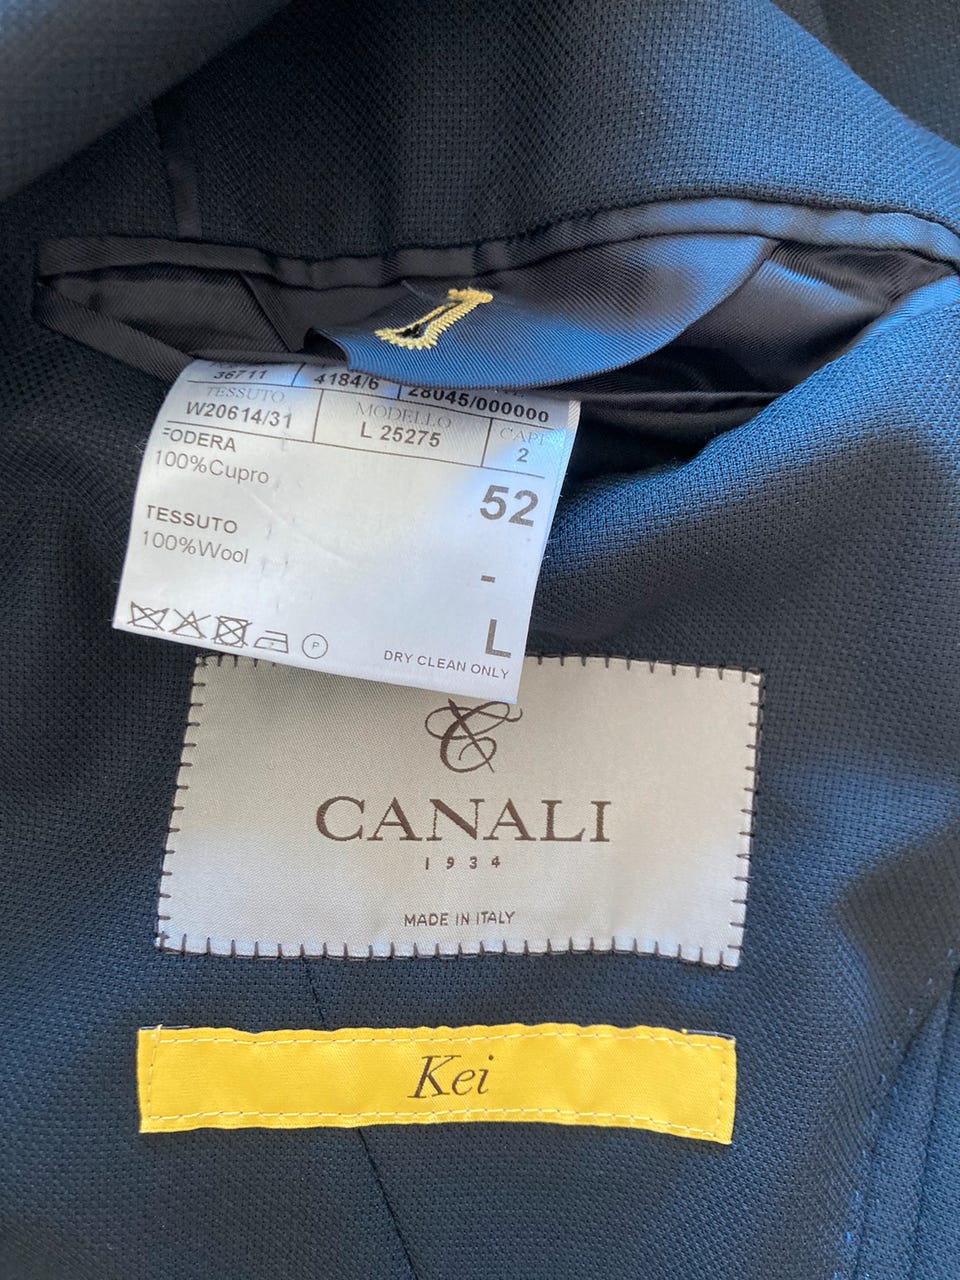 36711 4184/6 28045/000000
TESSUTO MODELLO CAPI
W20614/31 L 25275 2
FODERA
100%Cupro
52
TESSUTO
100%Wool
-
L
P
DRY CLEAN ONLY
CANALI
1934
MADE IN ITALY
Kei